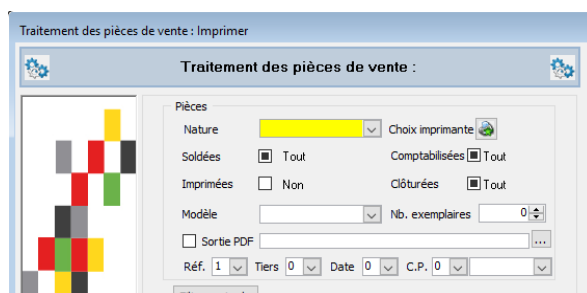 Traitement des pièces de vente : Imprimer
Traitement des pièces de vente :
Pièces
Nature Choix imprimante
Soldées Tout Comptabilisées Tout
Imprimées Non Clôturées Tout
Modèle Nb. exemplaires 0
Sortie PDF ...
Réf. 1 Tiers 0 Date 0 C.P. 0